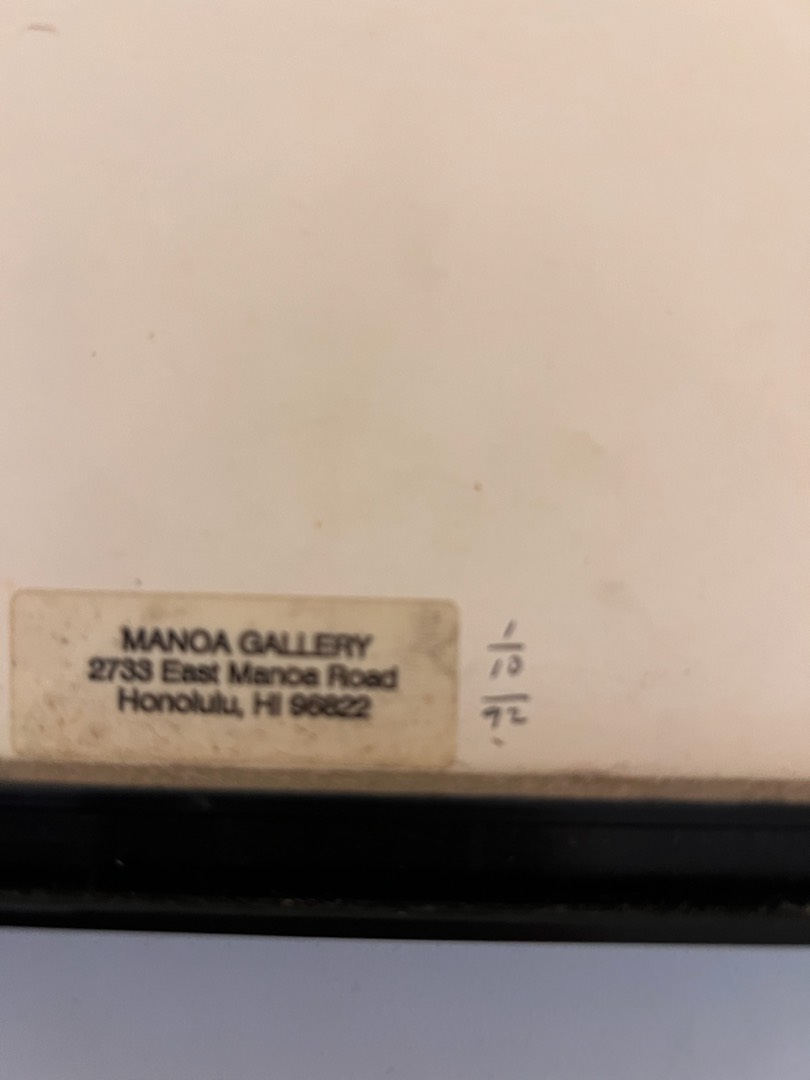 MANOA GALLERY
2733 East Manoa Road
Honolulu, HI 96822
1
10
92